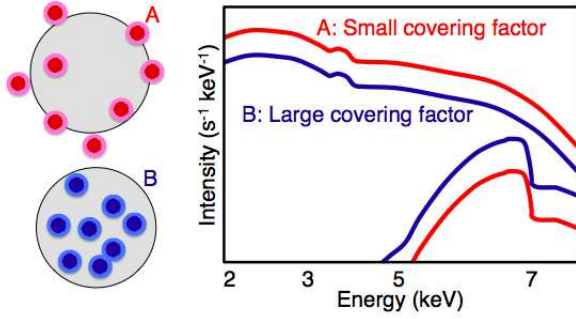 A
B
A: Small covering factor
B: Large covering factor
Intensity (s⁻¹ keV⁻¹)
2 3 5 7
Energy (keV)